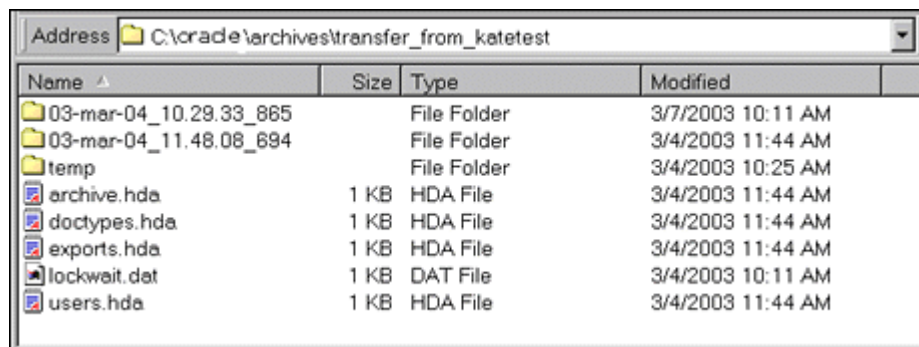 Address C:\oracle\archives\transfer_from_katetest
Name Size Type Modified
03-mar-04_10.29.33_865 File Folder 3/7/2003 10:11 AM
03-mar-04_11.48.08_694 File Folder 3/4/2003 11:44 AM
temp File Folder 3/4/2003 10:25 AM
archive.hda 1 KB HDA File 3/4/2003 11:44 AM
doctypes.hda 1 KB HDA File 3/4/2003 11:44 AM
exports.hda 1 KB HDA File 3/4/2003 11:44 AM
lockwait.dat 1 KB DAT File 3/4/2003 10:11 AM
users.hda 1 KB HDA File 3/4/2003 11:44 AM